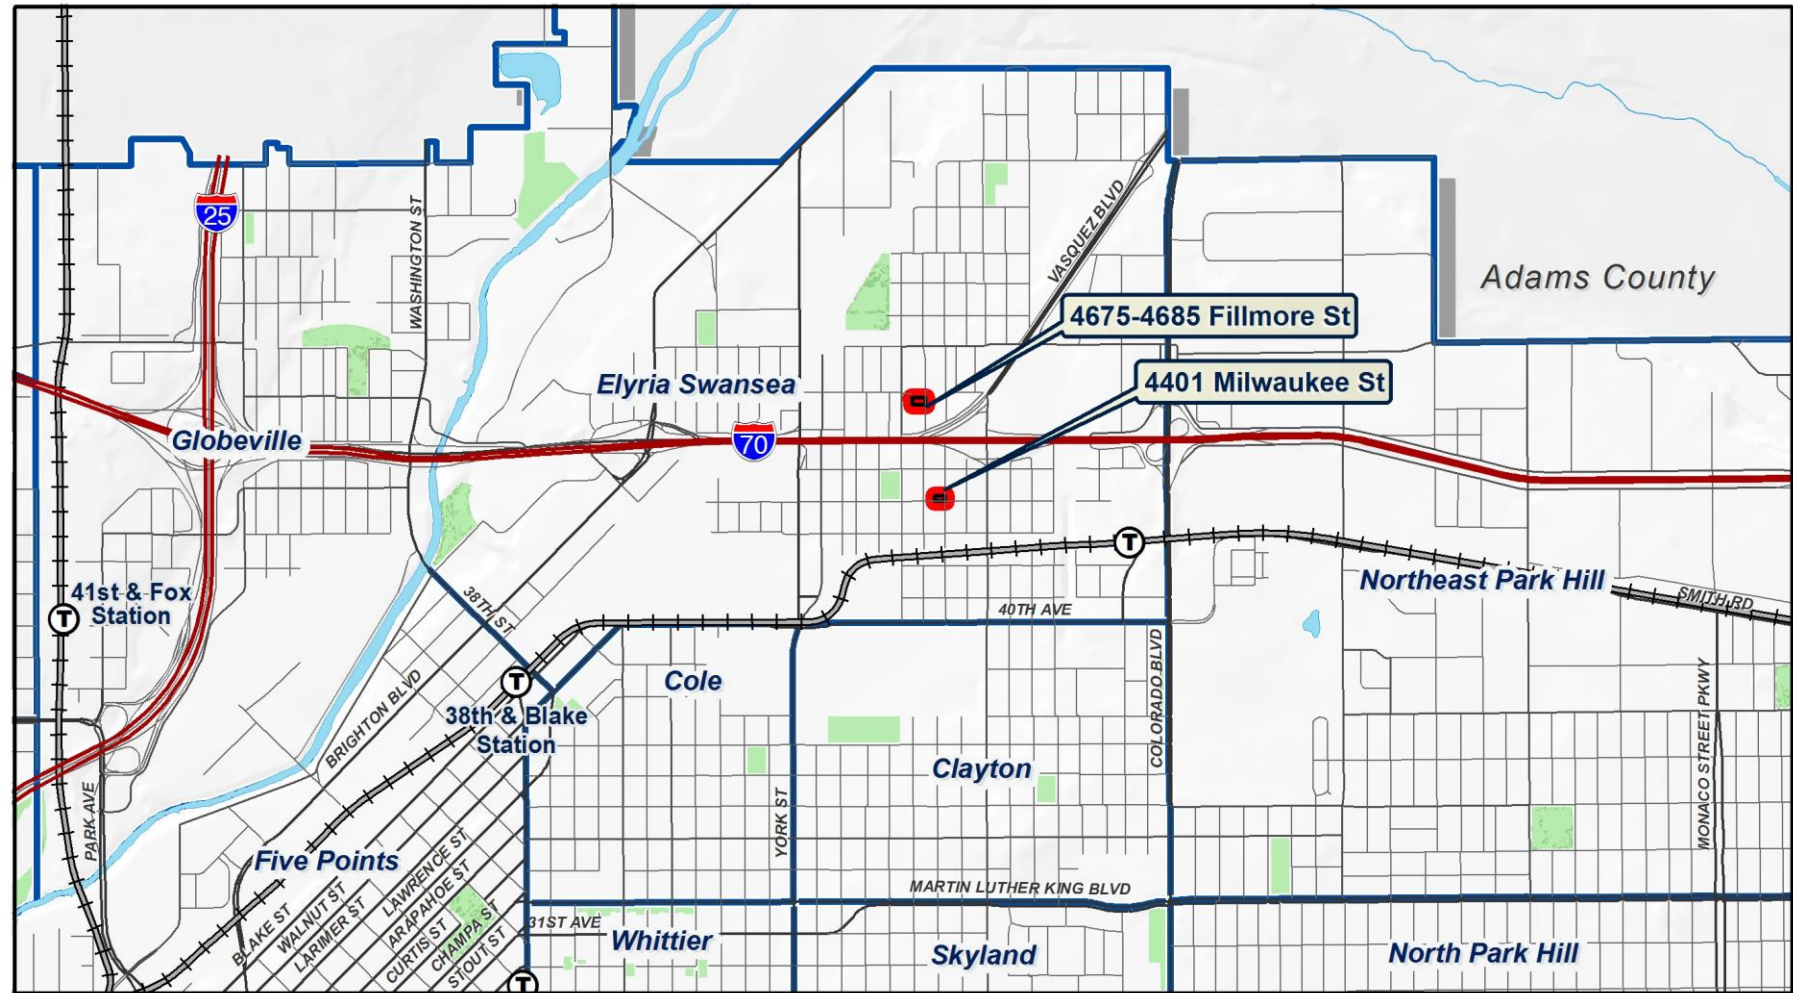 25
WASHINGTON ST
VASQUEZ BLVD
Adams County
4675-4685 Fillmore St
4401 Milwaukee St
Elyria Swansea
Globeville
70
T
41st & Fox
Station
T
38TH ST
40TH AVE
Northeast Park Hill
SMITH RD
T
38th & Blake
Station
BRIGHTON BLVD
Cole
COLORADO BLVD
MONACO STREET PKWY
Clayton
YORK ST
PARK AVE
Five Points
MARTIN LUTHER KING BLVD
31ST AVE
BLAKE ST
WALNUT ST
LARIMER ST
LAWRENCE ST
ARAPAHOE ST
CURTIS ST
CHAMPA ST
STOUT ST
Whittier
Skyland
North Park Hill
T